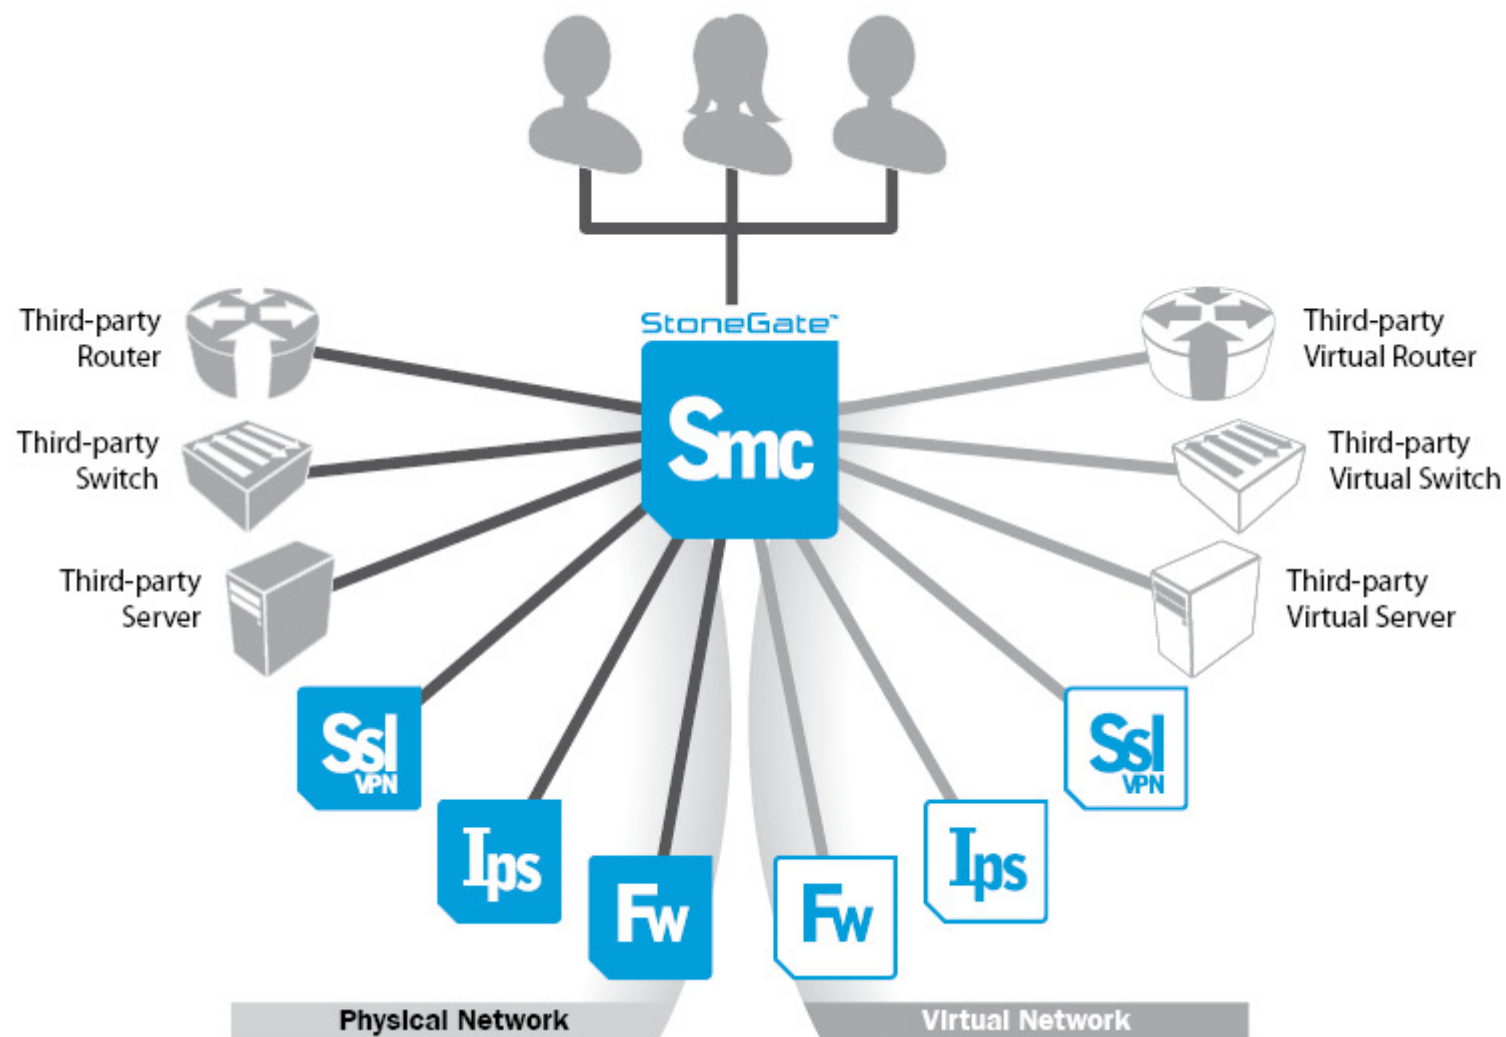 StoneGate™
Smc
Third-party
Router
Third-party
Switch
Third-party
Server
Third-party
Virtual Router
Third-party
Virtual Switch
Third-party
Virtual Server
Ssl
VPN
Ips
Fw
Fw
Ips
Ssl
VPN
Physical Network
Virtual Network